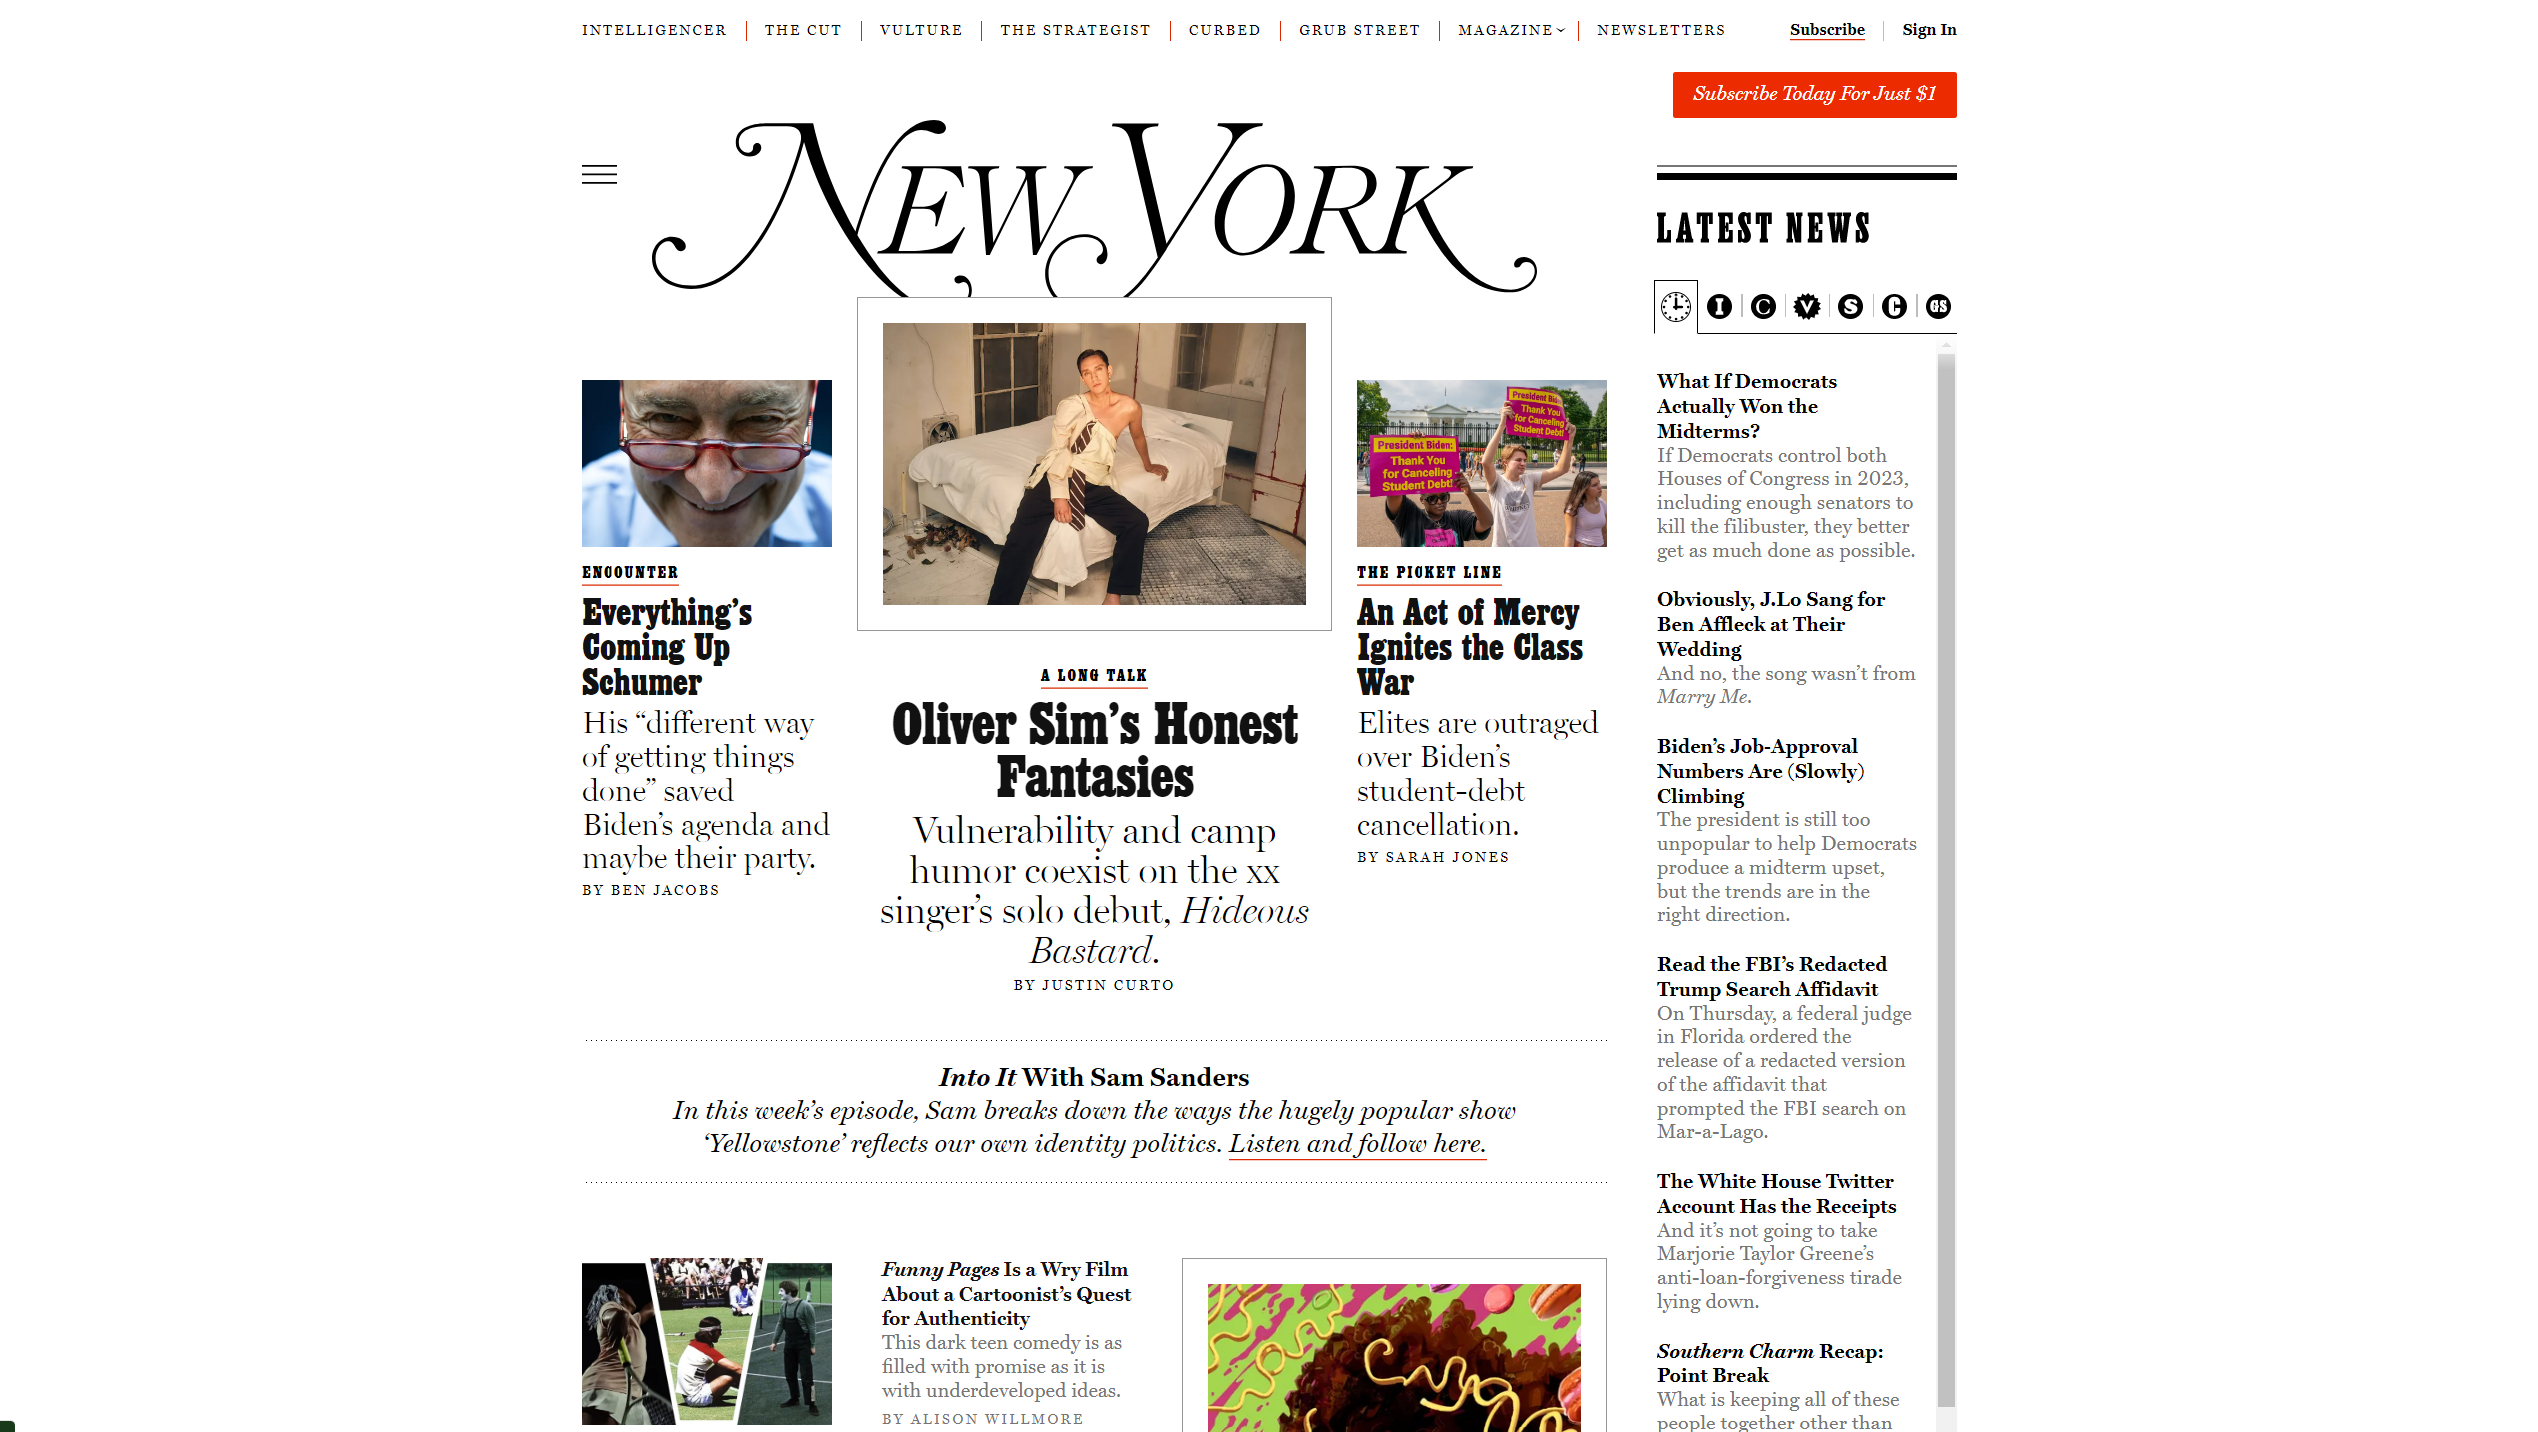 INTELLIGENCER
THE CUT
VULTURE
THE STRATEGIST
CURBED
GRUB STREET
MAGAZINE
NEWSLETTERS
Subscribe
Sign In
Subscribe Today For Just $1
NEW YORK
ENCOUNTER
Everything’s
Coming Up
Schumer
His “different way
of getting things
done” saved
Biden’s agenda and
maybe their party.
BY BEN JACOBS
A LONG TALK
Oliver Sim’s Honest
Fantasies
Vulnerability and camp
humor coexist on the xx
singer’s solo debut, Hideous
Bastard.
BY JUSTIN CURTO
President Biden:
Thank You
for Canceling
Student Debt!
President
Thank You
for Canceling
Student Debt!
THE PICKET LINE
An Act of Mercy
Ignites the Class
War
Elites are outraged
over Biden’s
student-debt
cancellation.
BY SARAH JONES
Into It With Sam Sanders
In this week’s episode, Sam breaks down the ways the hugely popular show
‘Yellowstone’ reflects our own identity politics. Listen and follow here.
Funny Pages Is a Wry Film
About a Cartoonist’s Quest
for Authenticity
This dark teen comedy is as
filled with promise as it is
with underdeveloped ideas.
BY ALISON WILLMORE
LATEST NEWS
I C V S C GS
What If Democrats
Actually Won the
Midterms?
If Democrats control both
Houses of Congress in 2023,
including enough senators to
kill the filibuster, they better
get as much done as possible.
Obviously, J.Lo Sang for
Ben Affleck at Their
Wedding
And no, the song wasn’t from
Marry Me.
Biden’s Job-Approval
Numbers Are (Slowly)
Climbing
The president is still too
unpopular to help Democrats
produce a midterm upset,
but the trends are in the
right direction.
Read the FBI’s Redacted
Trump Search Affidavit
On Thursday, a federal judge
in Florida ordered the
release of a redacted version
of the affidavit that
prompted the FBI search on
Mar-a-Lago.
The White House Twitter
Account Has the Receipts
And it’s not going to take
Marjorie Taylor Greene’s
anti-loan-forgiveness tirade
lying down.
Southern Charm Recap:
Point Break
What is keeping all of these
people together other than